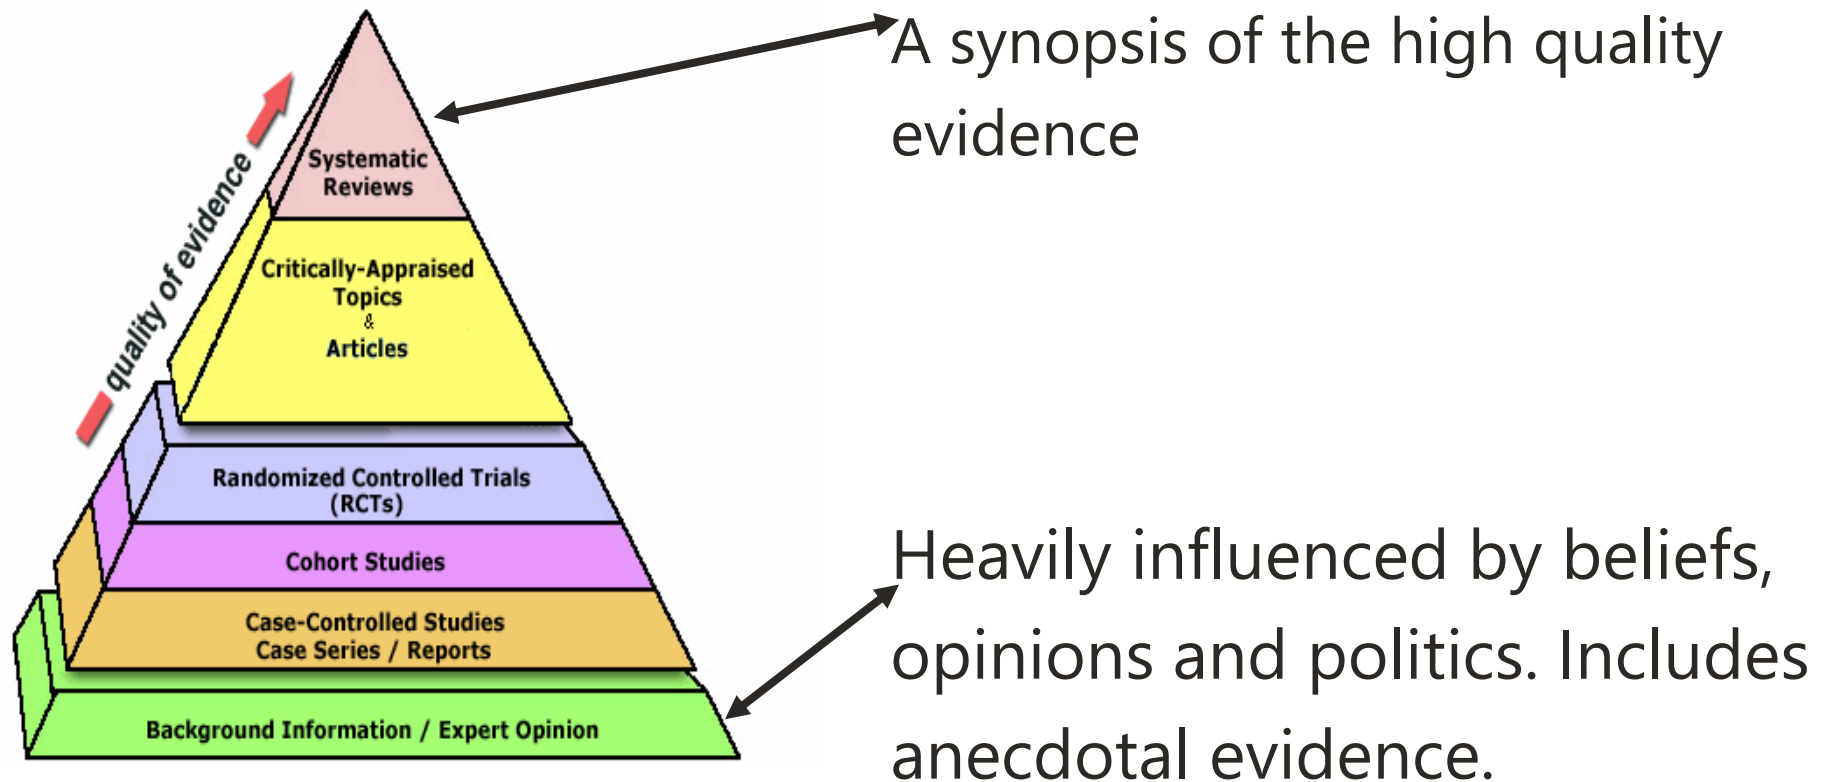 A synopsis of the high quality
evidence
quality of evidence
Systematic
Reviews
Critically-Appraised
Topics
&
Articles
Randomized Controlled Trials
(RCTs)
Cohort Studies
Case-Controlled Studies
Case Series / Reports
Background Information / Expert Opinion
Heavily influenced by beliefs,
opinions and politics. Includes
anecdotal evidence.